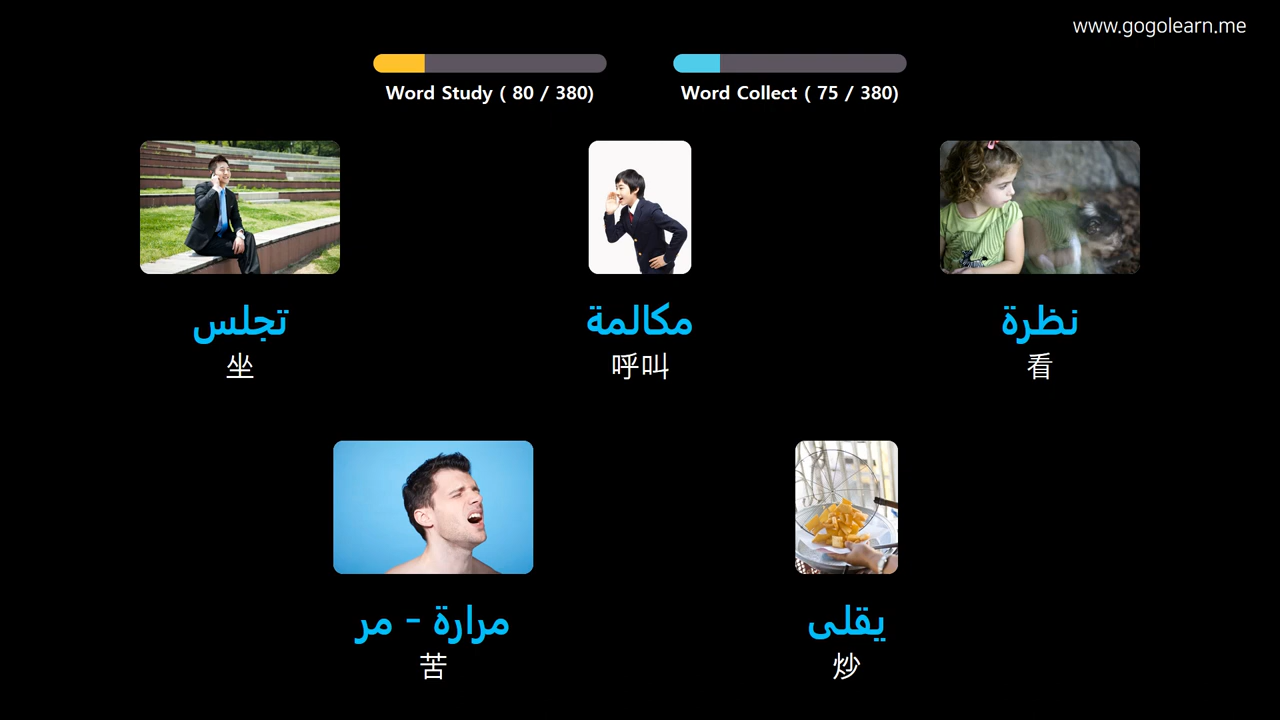 www.gogolearn.me
Word Study ( 80 / 380)
Word Collect ( 75 / 380)
تجلس
坐
مكالمة
呼叫
نظرة
看
مرارة - مر
苦
يقلى
炒